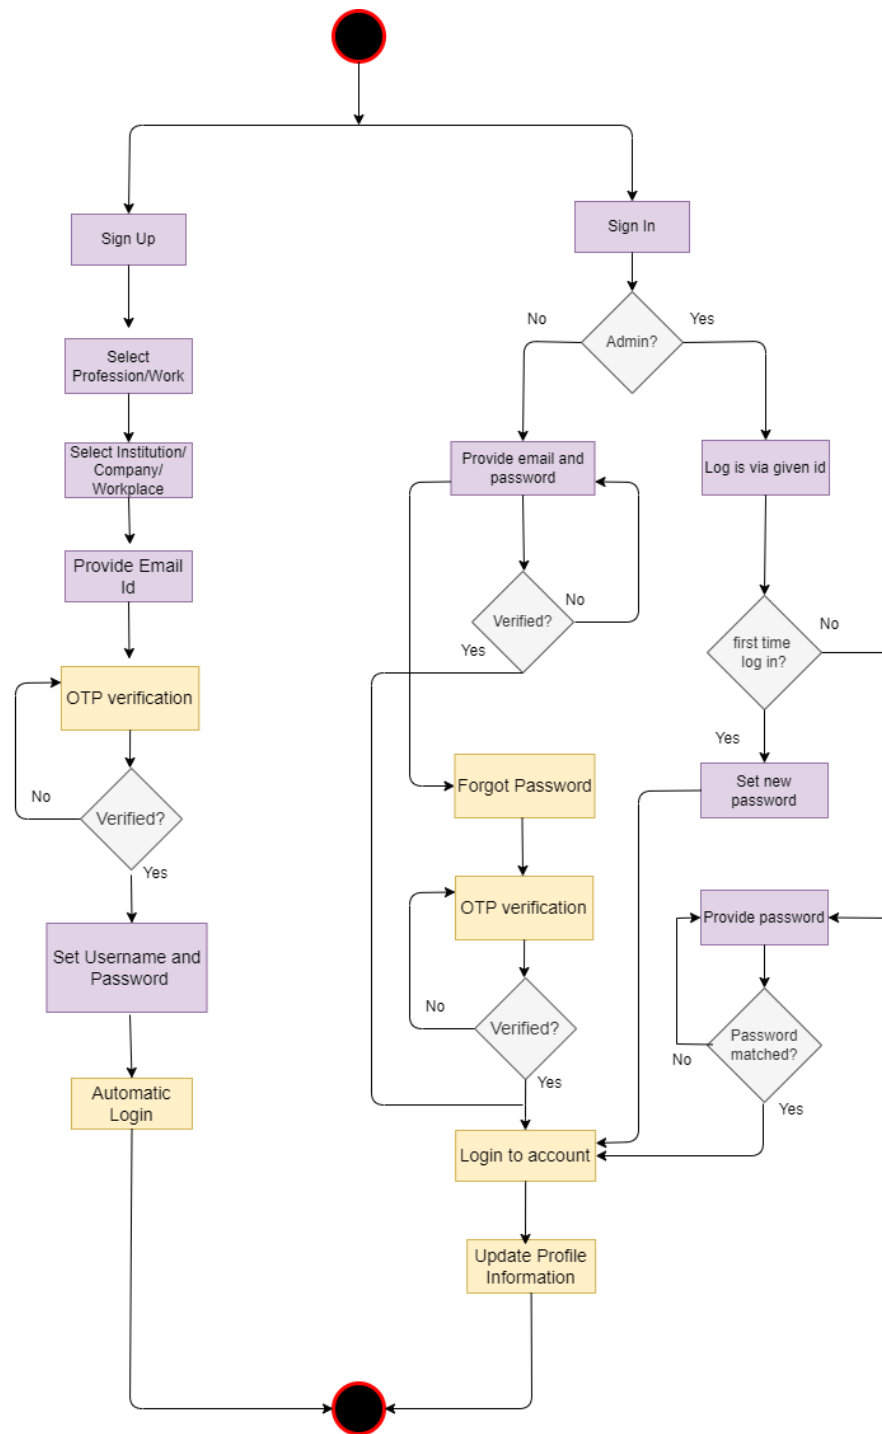 Sign Up
Sign In
No
Yes
Admin?
Select
Profession/Work
Select Institution/
Company/
Workplace
Provide email and
password
Log is via given id
Provide Email
Id
Verified?
No
Yes
first time
log in?
No
Yes
OTP verification
No
Verified?
Yes
Forgot Password
Set new
password
OTP verification
Provide password
Set Username and
Password
No
Verified?
Yes
Password
matched?
No
Yes
Automatic
Login
Login to account
Update Profile
Information